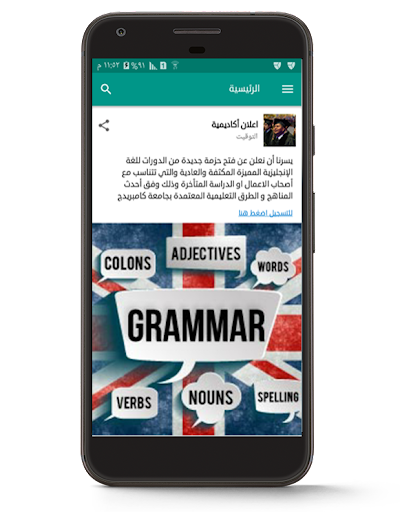 ١١:٥٢ م %٩١
الرئيسية
اعلان أكاديمية
التوقيت
يسرنا أن نعلن عن فتح حزمة جديدة من الدورات للغة
الإنجليزية المميزة المكثفة والعادية والتي تتناسب مع
أصحاب الاعمال او الدراسة المتأخرة وذلك وفق أحدث
المناهج و الطرق التعليمية المعتمدة بجامعة كامبريدج
للتسجيل اضغط هنا
COLONS
ADJECTIVES
WORDS
GRAMMAR
VERBS
NOUNS
SPELLING